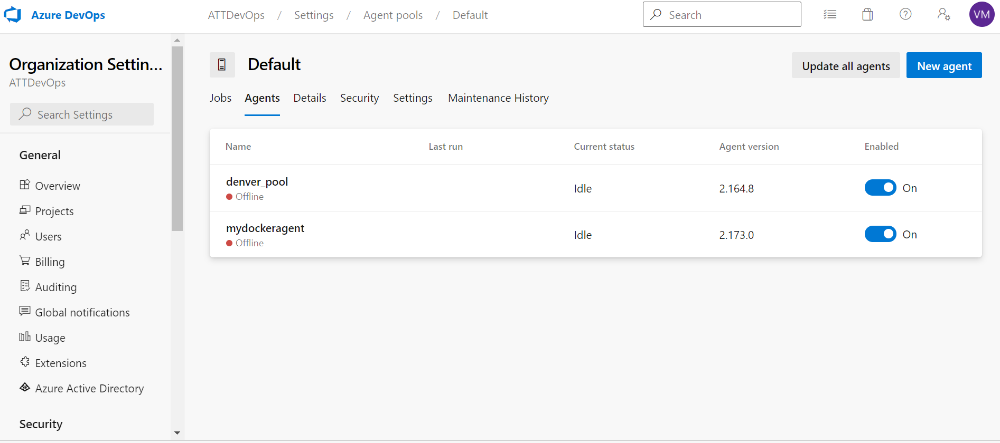 Azure DevOps
ATTDevOps / Settings / Agent pools / Default
Search
VM
Organization Settin...
ATTDevOps
Search Settings
General
Overview
Projects
Users
Billing
Auditing
Global notifications
Usage
Extensions
Azure Active Directory
Security
Default
Update all agents
New agent
Jobs Agents Details Security Settings Maintenance History
Name Last run Current status Agent version Enabled
denver_pool
Offline
Idle 2.164.8 On
mydockeragent
Offline
Idle 2.173.0 On